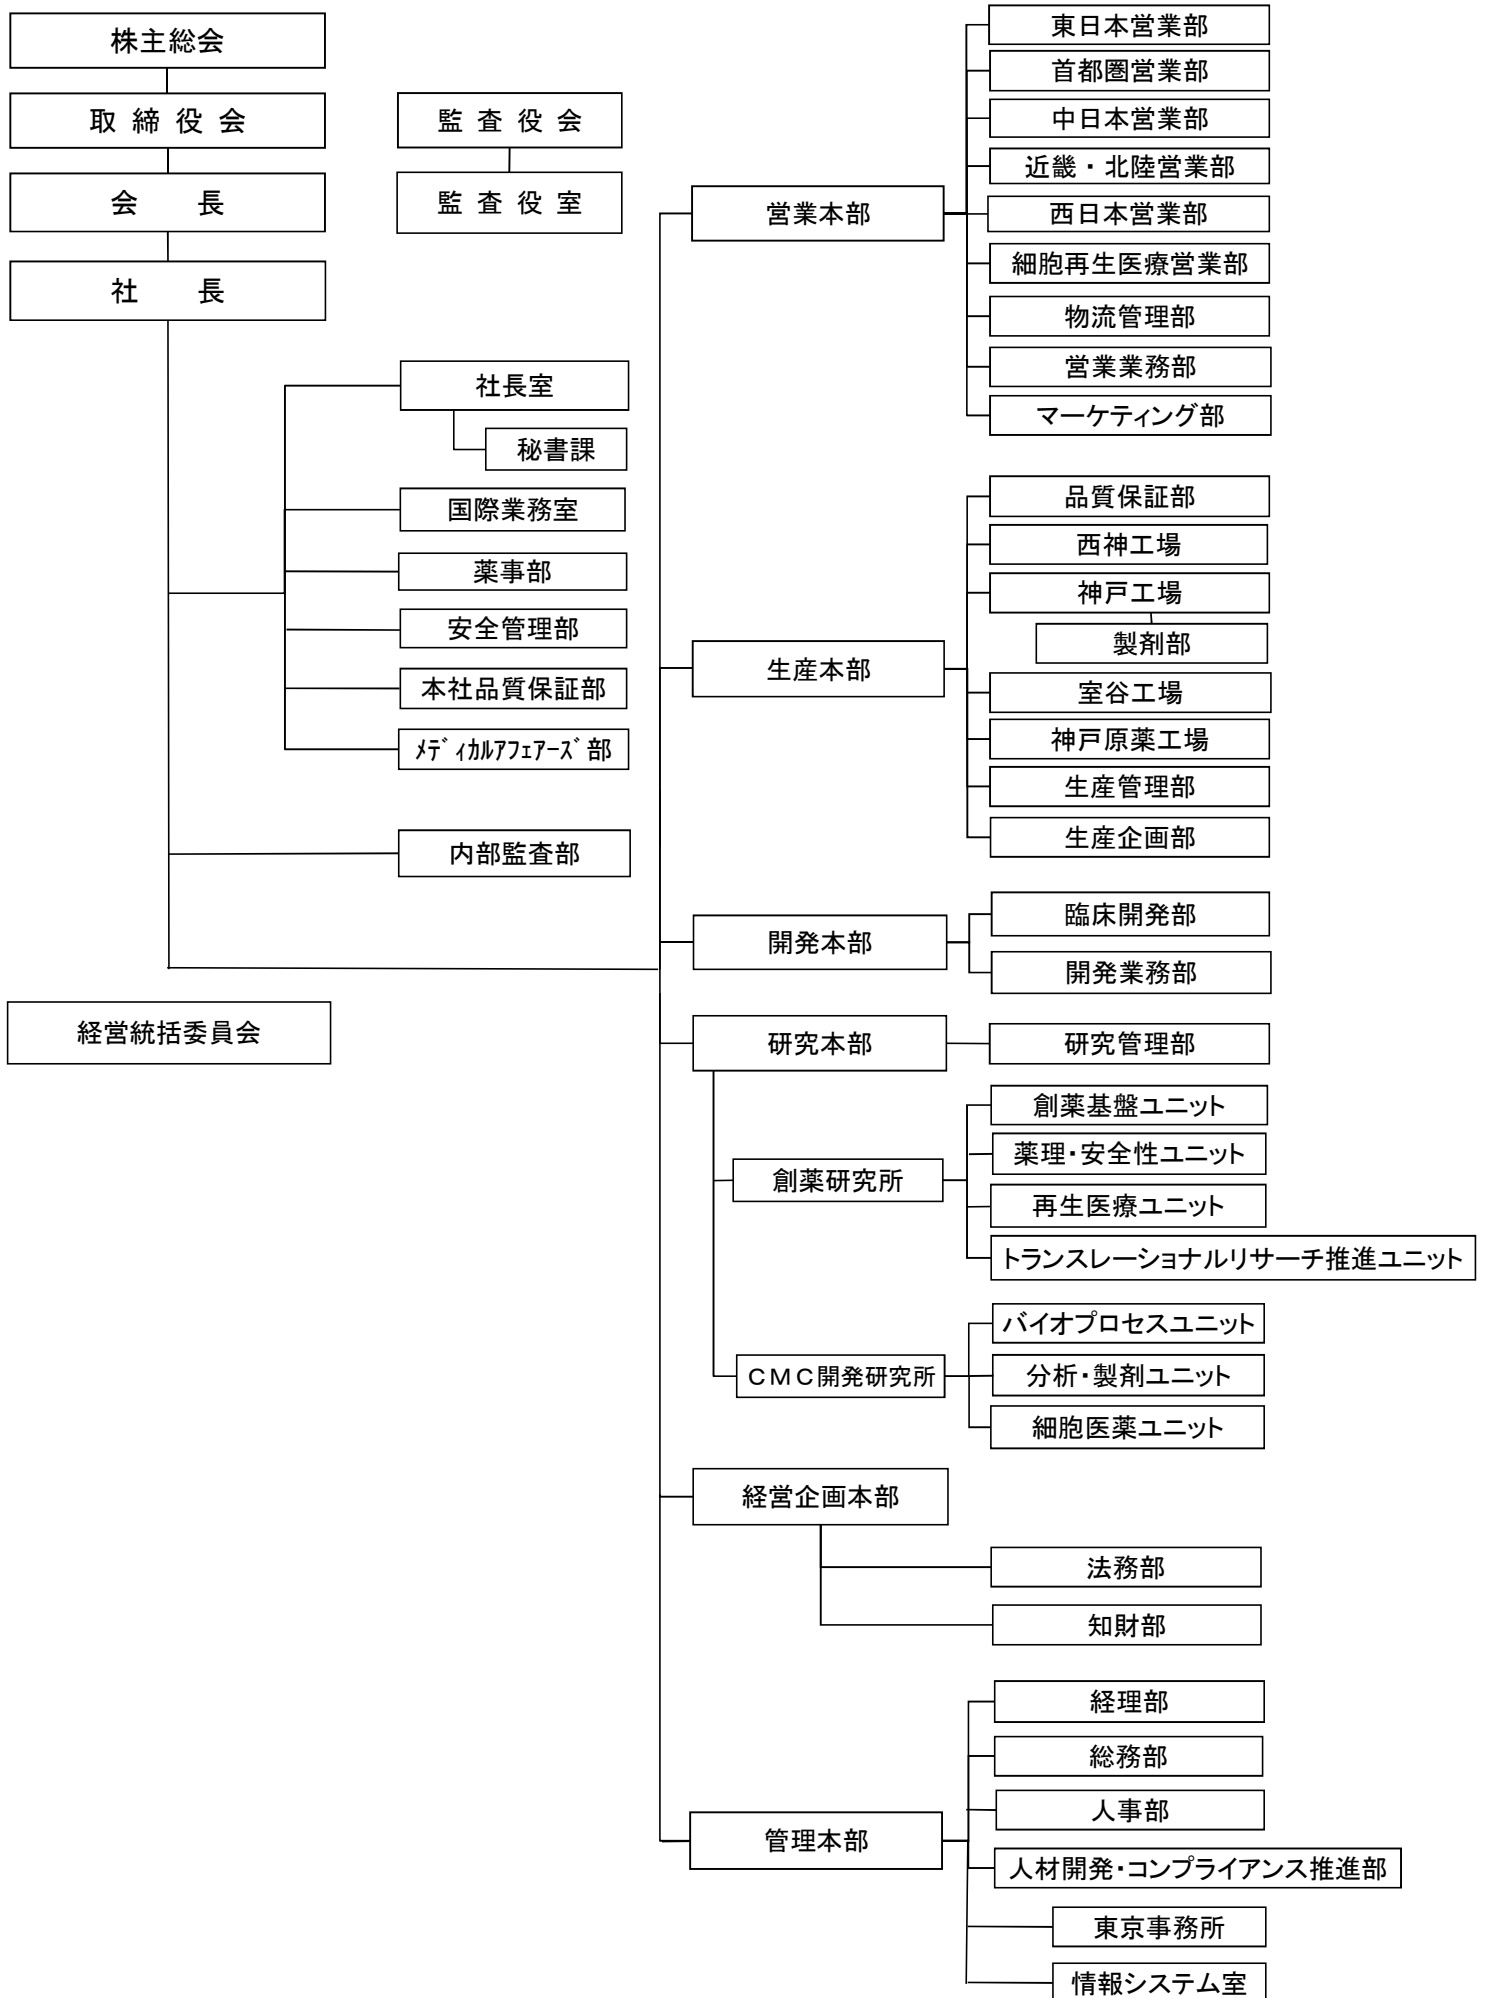 株主総会
取 締 役 会
会 長
社 長
監 査 役 会
監 査 役 室
社長室
秘書課
国際業務室
薬事部
安全管理部
本社品質保証部
ﾒﾃﾞｨｶﾙｱﾌｪｱｰｽﾞ部
内部監査部
経営統括委員会
営業本部
東日本営業部
首都圏営業部
中日本営業部
近畿・北陸営業部
西日本営業部
細胞再生医療営業部
物流管理部
営業業務部
マーケティング部
生産本部
品質保証部
西神工場
神戸工場
製剤部
室谷工場
神戸原薬工場
生産管理部
生産企画部
開発本部
臨床開発部
開発業務部
研究本部
研究管理部
創薬研究所
創薬基盤ユニット
薬理・安全性ユニット
再生医療ユニット
トランスレーショナルリサーチ推進ユニット
ＣＭＣ開発研究所
バイオプロセスユニット
分析・製剤ユニット
細胞医薬ユニット
経営企画本部
法務部
知財部
管理本部
経理部
総務部
人事部
人材開発・コンプライアンス推進部
東京事務所
情報システム室